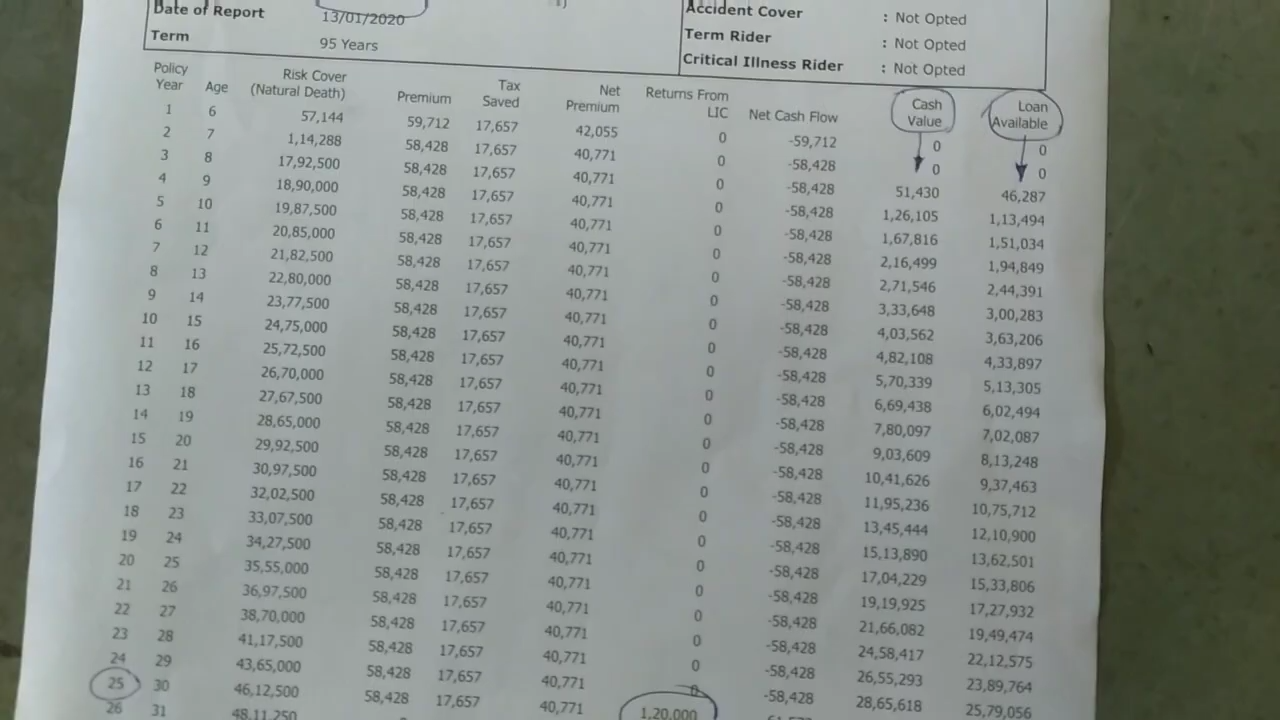 Date of Report 13/01/2020
Term 95 Years
Accident Cover : Not Opted
Term Rider : Not Opted
Critical Illness Rider : Not Opted
Policy Year Age Risk Cover (Natural Death) Premium Tax Saved Net Premium Returns From LIC Net Cash Flow Cash Value Loan Available
1 6 57,144 59,712 17,657 42,055 0 -59,712 0 0
2 7 1,14,288 58,428 17,657 40,771 0 -58,428 0 0
3 8 17,92,500 58,428 17,657 40,771 0 -58,428 51,430 46,287
4 9 18,90,000 58,428 17,657 40,771 0 -58,428 1,26,105 1,13,494
5 10 19,87,500 58,428 17,657 40,771 0 -58,428 1,67,816 1,51,034
6 11 20,85,000 58,428 17,657 40,771 0 -58,428 2,16,499 1,94,849
7 12 21,82,500 58,428 17,657 40,771 0 -58,428 2,71,546 2,44,391
8 13 22,80,000 58,428 17,657 40,771 0 -58,428 3,33,648 3,00,283
9 14 23,77,500 58,428 17,657 40,771 0 -58,428 4,03,562 3,63,206
10 15 24,75,000 58,428 17,657 40,771 0 -58,428 4,82,108 4,33,897
11 16 25,72,500 58,428 17,657 40,771 0 -58,428 5,70,339 5,13,305
12 17 26,70,000 58,428 17,657 40,771 0 -58,428 6,69,438 6,02,494
13 18 27,67,500 58,428 17,657 40,771 0 -58,428 7,80,097 7,02,087
14 19 28,65,000 58,428 17,657 40,771 0 -58,428 9,03,609 8,13,248
15 20 29,92,500 58,428 17,657 40,771 0 -58,428 10,41,626 9,37,463
16 21 30,97,500 58,428 17,657 40,771 0 -58,428 11,95,236 10,75,712
17 22 32,02,500 58,428 17,657 40,771 0 -58,428 13,45,444 12,10,900
18 23 33,07,500 58,428 17,657 40,771 0 -58,428 15,13,890 13,62,501
19 24 34,27,500 58,428 17,657 40,771 0 -58,428 17,04,229 15,33,806
20 25 35,55,000 58,428 17,657 40,771 0 -58,428 19,19,925 17,27,932
21 26 36,97,500 58,428 17,657 40,771 0 -58,428 21,66,082 19,49,474
22 27 38,70,000 58,428 17,657 40,771 0 -58,428 24,58,417 22,12,575
23 28 41,17,500 58,428 17,657 40,771 0 -58,428 26,55,293 23,89,764
24 29 43,65,000 58,428 17,657 40,771 0 -58,428 28,65,618 25,79,056
25 30 46,12,500 58,428 17,657 40,771 1,20,000
26 31 48,11,250